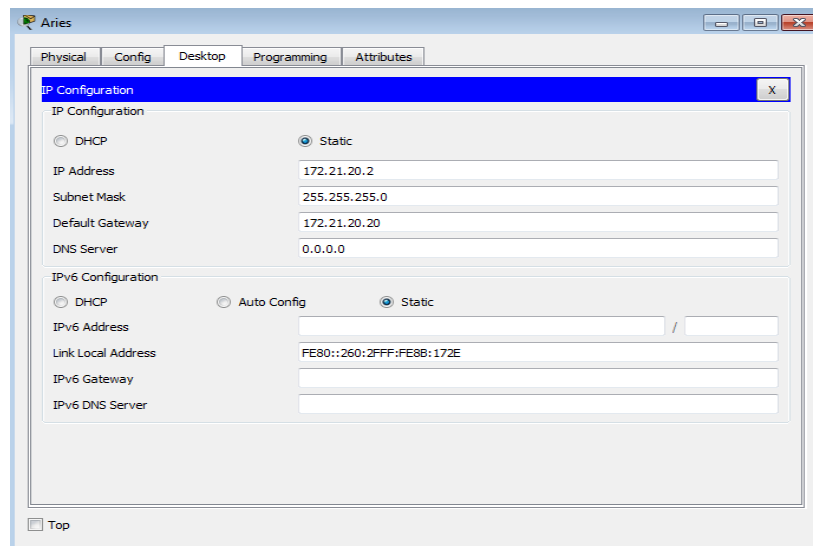 Aries
Physical Config Desktop Programming Attributes
IP Configuration X
IP Configuration
DHCP Static
IP Address 172.21.20.2
Subnet Mask 255.255.255.0
Default Gateway 172.21.20.20
DNS Server 0.0.0.0
IPv6 Configuration
DHCP Auto Config Static
IPv6 Address /
Link Local Address FE80::260:2FFF:FE8B:172E
IPv6 Gateway
IPv6 DNS Server
Top